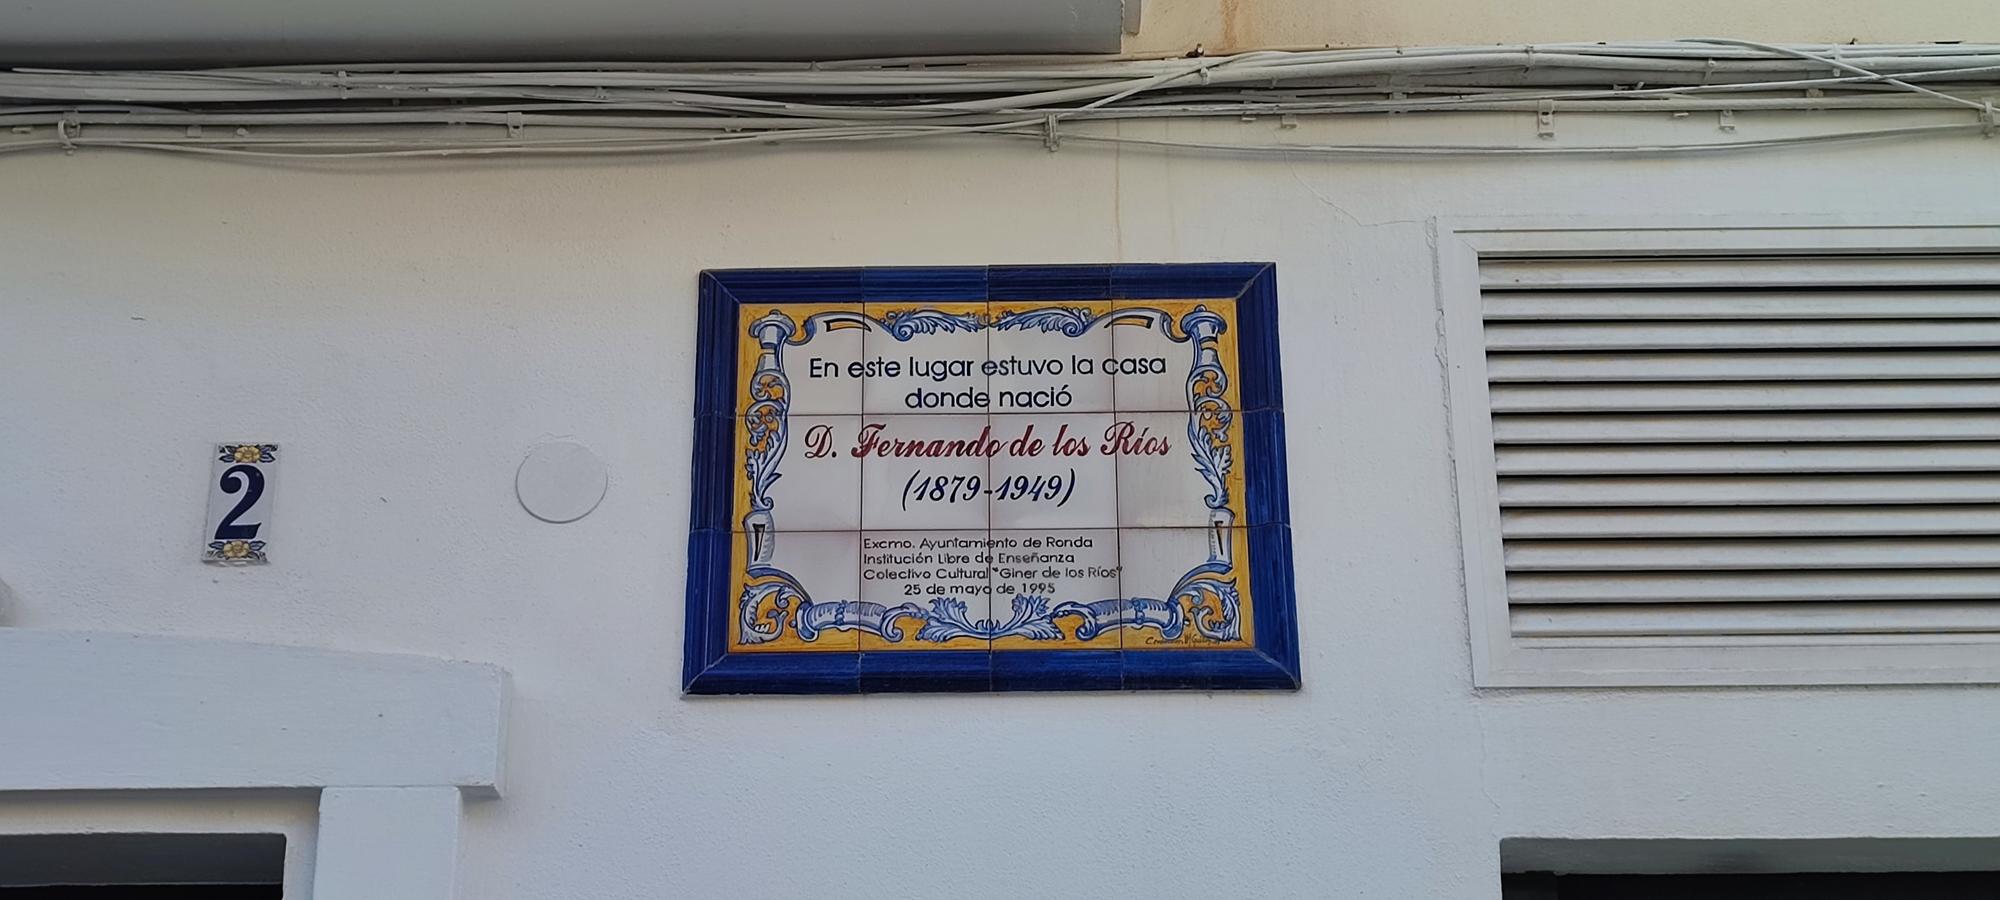 2
En este lugar estuvo la casa
donde nació
D. Fernando de los Ríos
(1879-1949)
Excmo. Ayuntamiento de Ronda
Institución Libre de Enseñanza
Colectivo Cultural "Giner de los Ríos"
25 de mayo de 1995